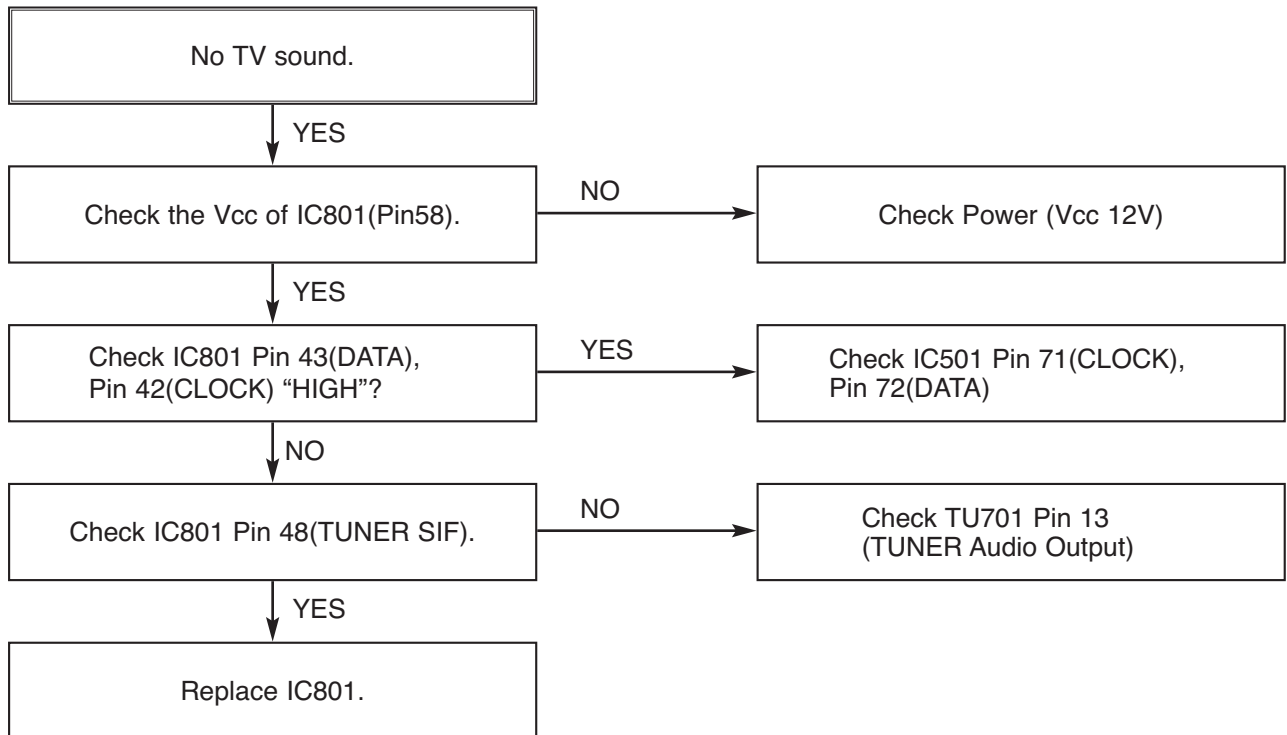 No TV sound.
YES
Check the Vcc of IC801(Pin58).
NO
Check Power (Vcc 12V)
YES
Check IC801 Pin 43(DATA),
Pin 42(CLOCK) “HIGH”?
YES
Check IC501 Pin 71(CLOCK),
Pin 72(DATA)
NO
Check IC801 Pin 48(TUNER SIF).
NO
Check TU701 Pin 13
(TUNER Audio Output)
YES
Replace IC801.